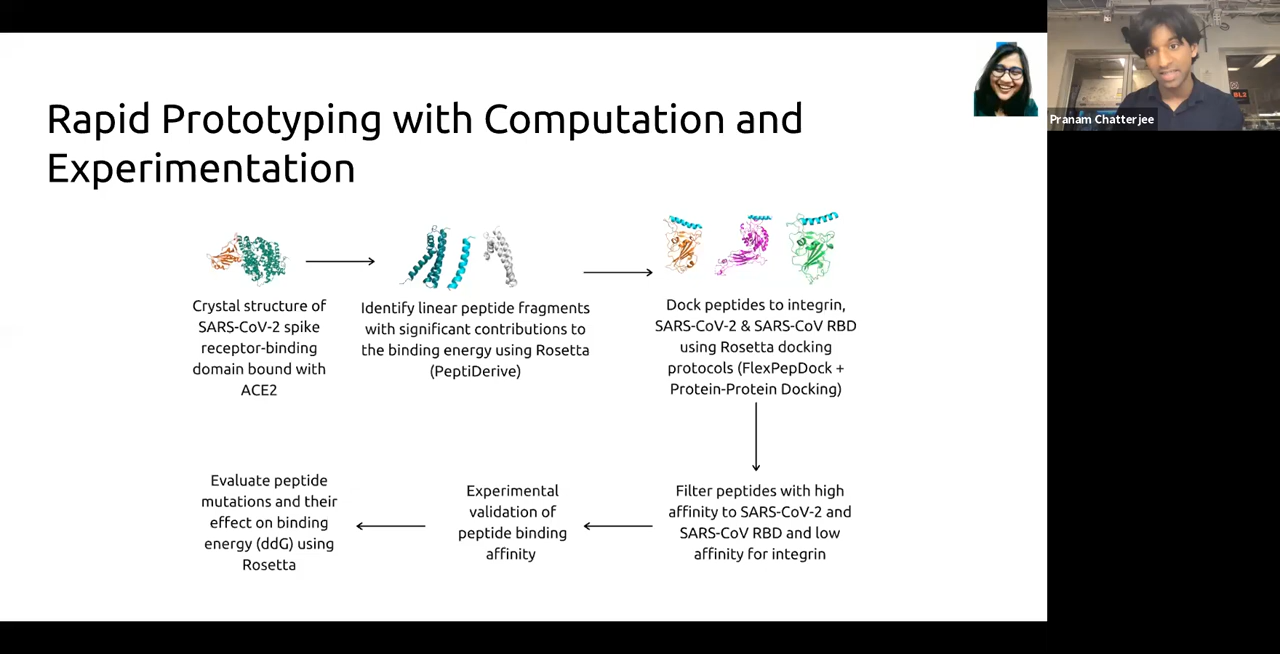 Rapid Prototyping with Computation and
Experimentation
Crystal structure of
SARS-CoV-2 spike
receptor-binding
domain bound with
ACE2
Identify linear peptide fragments
with significant contributions to
the binding energy using Rosetta
(PeptiDerive)
Dock peptides to integrin,
SARS-CoV-2 & SARS-CoV RBD
using Rosetta docking
protocols (FlexPepDock +
Protein-Protein Docking)
Filter peptides with high
affinity to SARS-CoV-2 and
SARS-CoV RBD and low
affinity for integrin
Experimental
validation of
peptide binding
affinity
Evaluate peptide
mutations and their
effect on binding
energy (ddG) using
Rosetta
Pranam Chatterjee
BL2